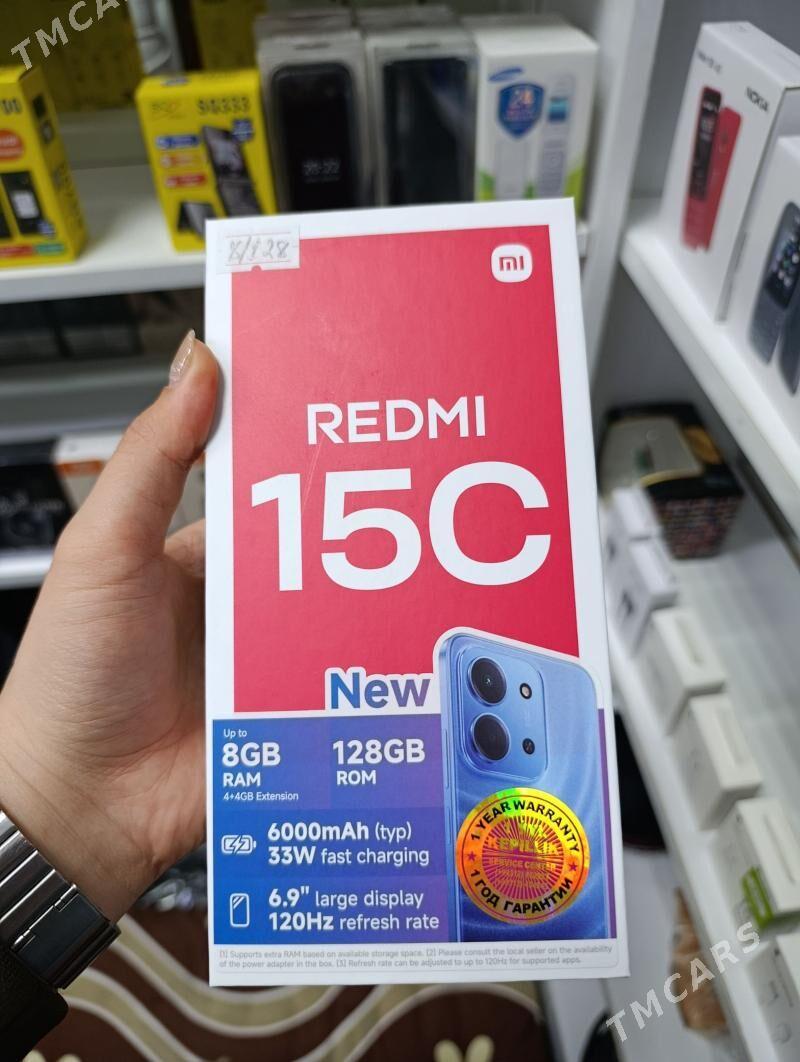 TMCARS
SG333
24
NOKIA
mi
REDMI
15C
New
Up to
8GB
RAM
4+4GB Extension
128GB
ROM
6000mAh (typ)
33W fast charging
6.9" large display
120Hz refresh rate
1 YEAR WARRANTY
SERVICE CENTER
1 ГОД ГАРАНТИИ
[1] Supports extra RAM based on available storage space. [2] Please consult the local seller on the availability
of the power adapter in the box. [3] Refresh rate can be adjusted to up to 120Hz for supported apps.
TMCARS